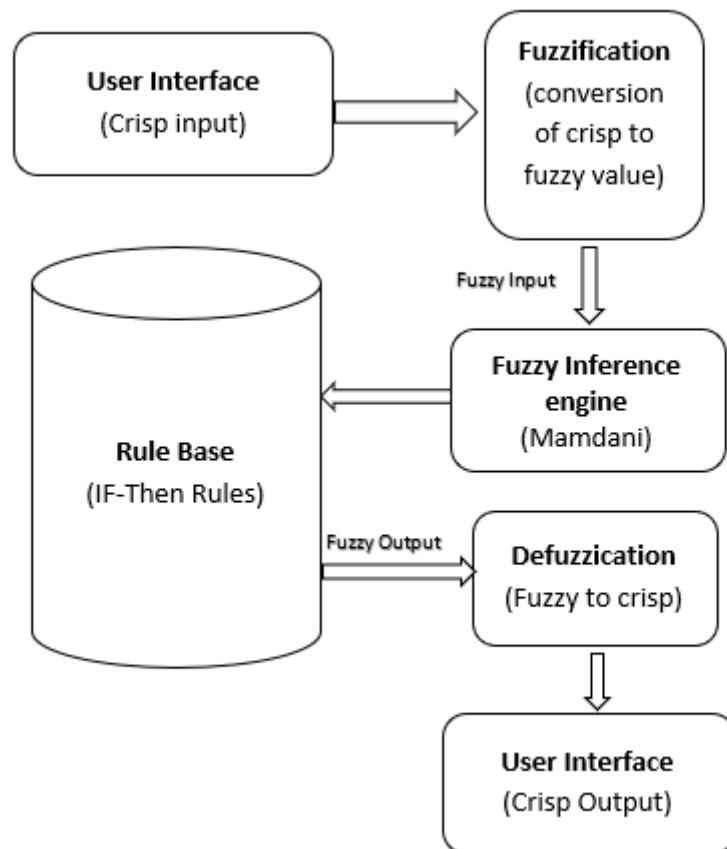 User Interface
(Crisp input)
Fuzzification
(conversion
of crisp to
fuzzy value)
Fuzzy Input
Fuzzy Inference
engine
(Mamdani)
Rule Base
(IF-Then Rules)
Fuzzy Output
Defuzzication
(Fuzzy to crisp)
User Interface
(Crisp Output)